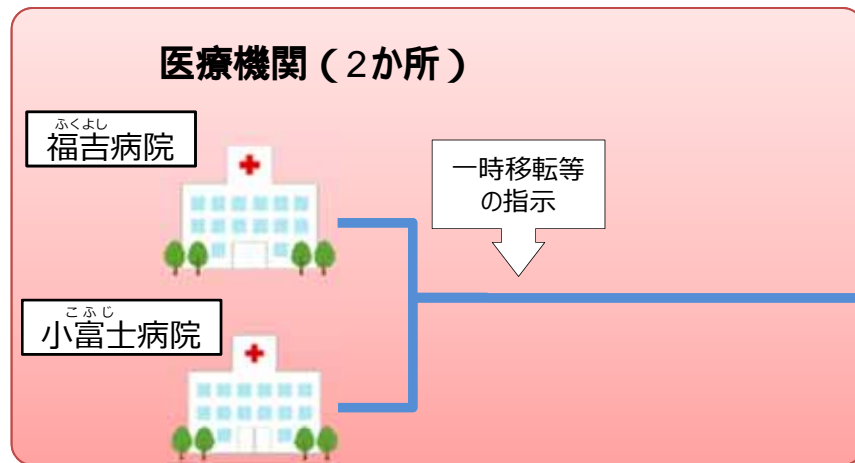 医療機関（2か所）
ふくよし
福吉病院
一時移転等
の指示
こふじ
小富士病院